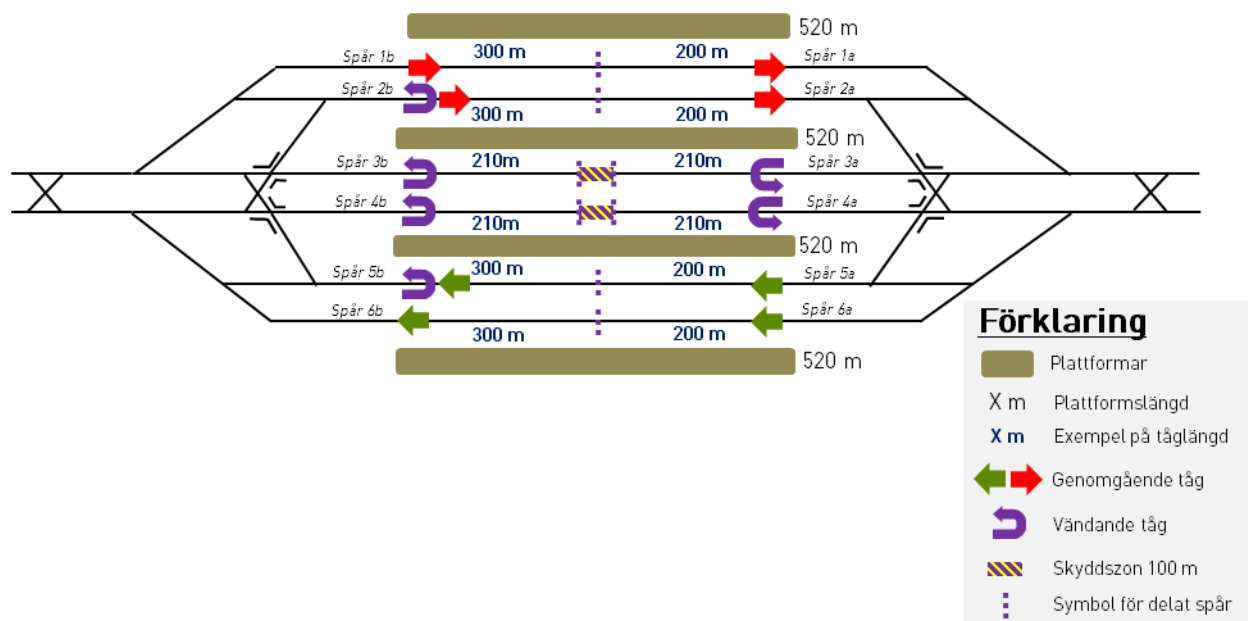 520 m
Spår 1b 300 m 200 m Spår 1a
Spår 2b Spår 2a
300 m 200 m
520 m
Spår 3b 210m 210m Spår 3a
Spår 4b Spår 4a
210m 210m
520 m
Spår 5b 300 m 200 m Spår 5a
Spår 6b Spår 6a
300 m 200 m
520 m
Förklaring
Plattformar
X m Plattformslängd
X m Exempel på tåglängd
Genomgående tåg
Vändande tåg
Skyddszon 100 m
Symbol för delat spår